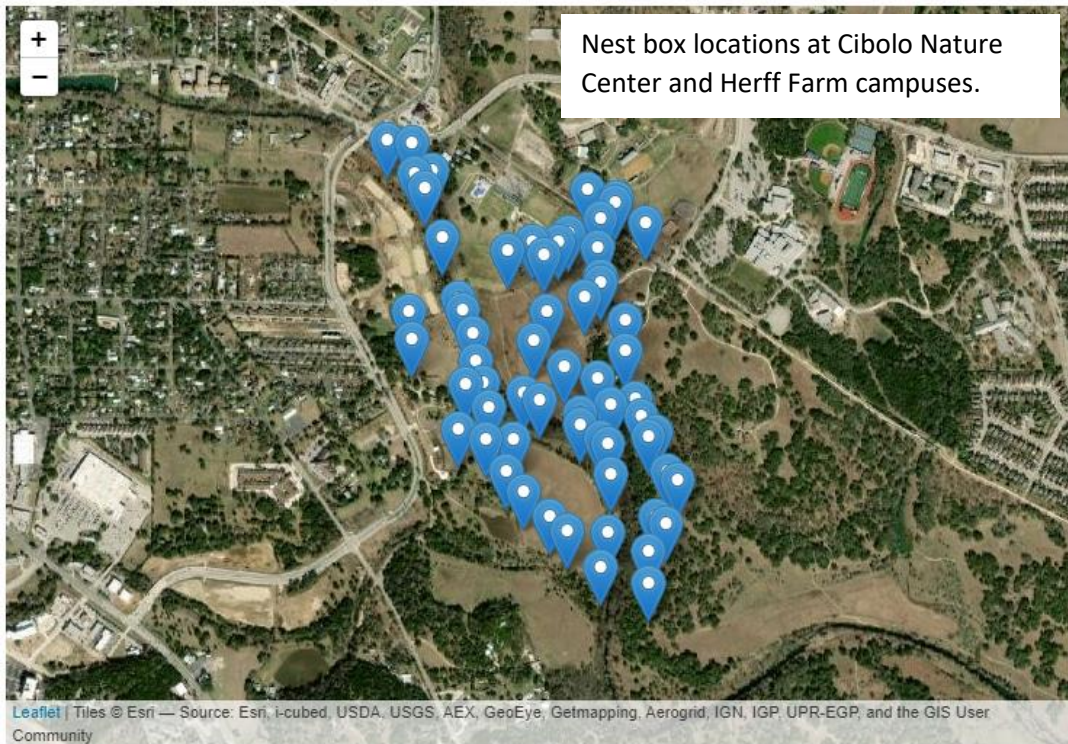 +
Nest box locations at Cibolo Nature
Center and Herff Farm campuses.
−
Leaflet | Tiles © Esri — Source: Esri, i-cubed, USDA, USGS, AEX, GeoEye, Getmapping, Aerogrid, IGN, IGP, UPR-EGP, and the GIS User
Community